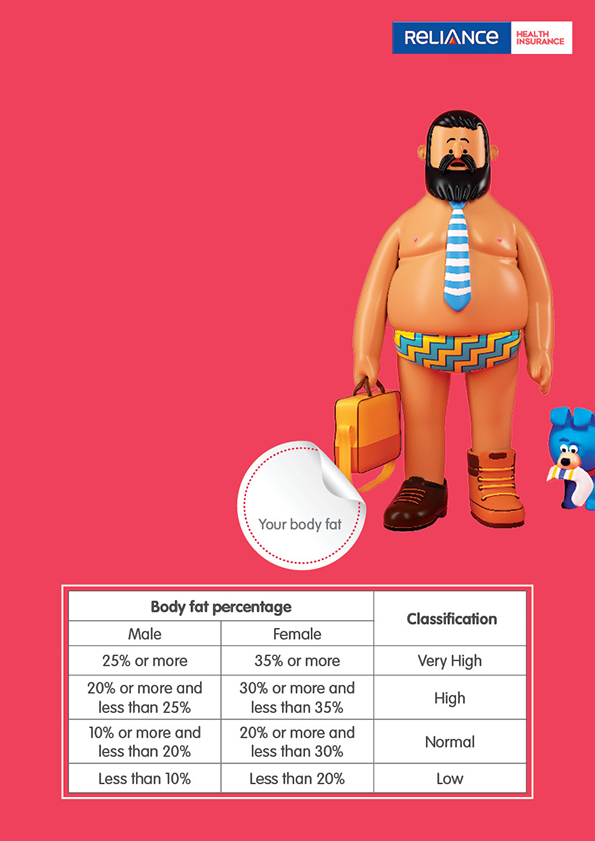 RELIANCE
HEALTH
INSURANCE
Your body fat
Body fat percentage
Classification
Male
Female
25% or more
35% or more
Very High
20% or more and
less than 25%
30% or more and
less than 35%
High
10% or more and
less than 20%
20% or more and
less than 30%
Normal
Less than 10%
Less than 20%
Low